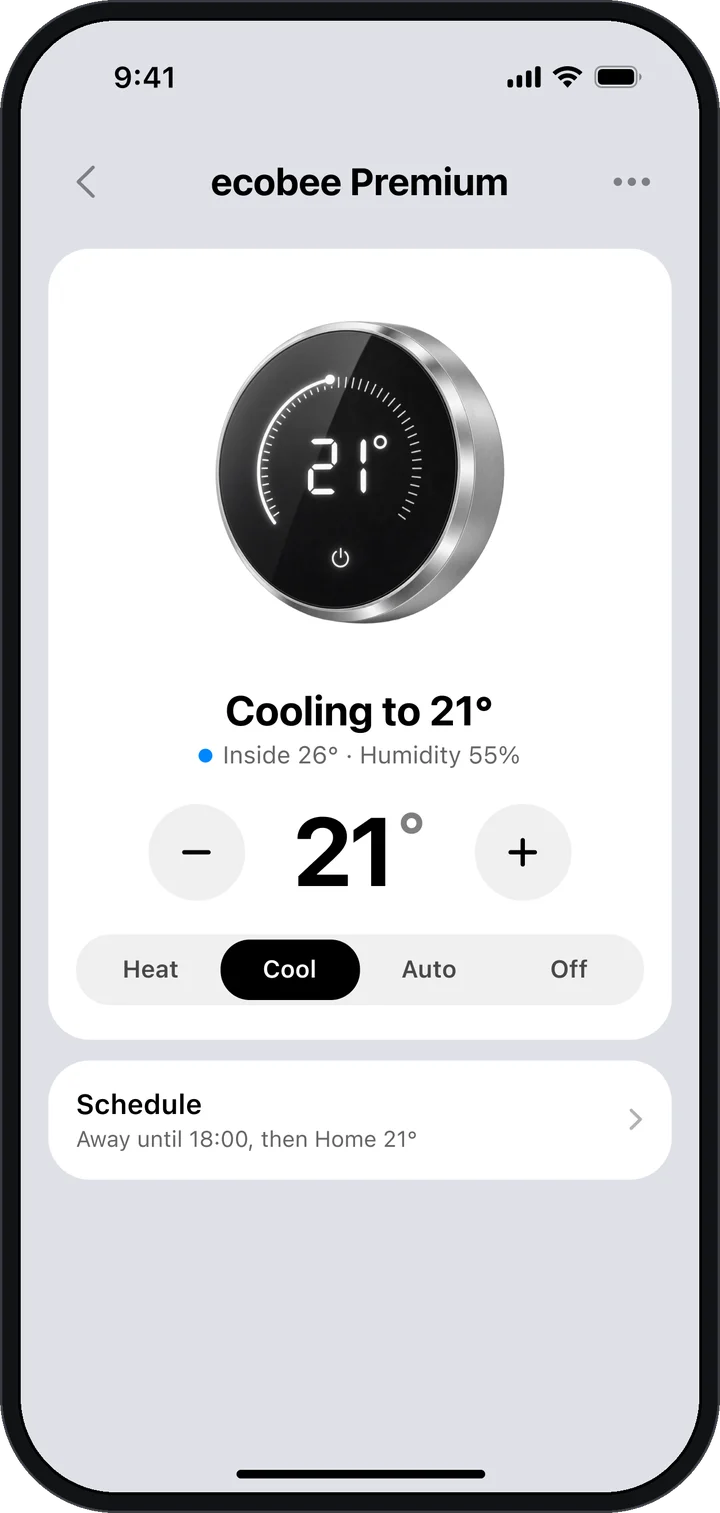 9:41
ecobee Premium
21°
Cooling to 21°
Inside 26° · Humidity 55%
− 21° +
Heat Cool Auto Off
Schedule
Away until 18:00, then Home 21°